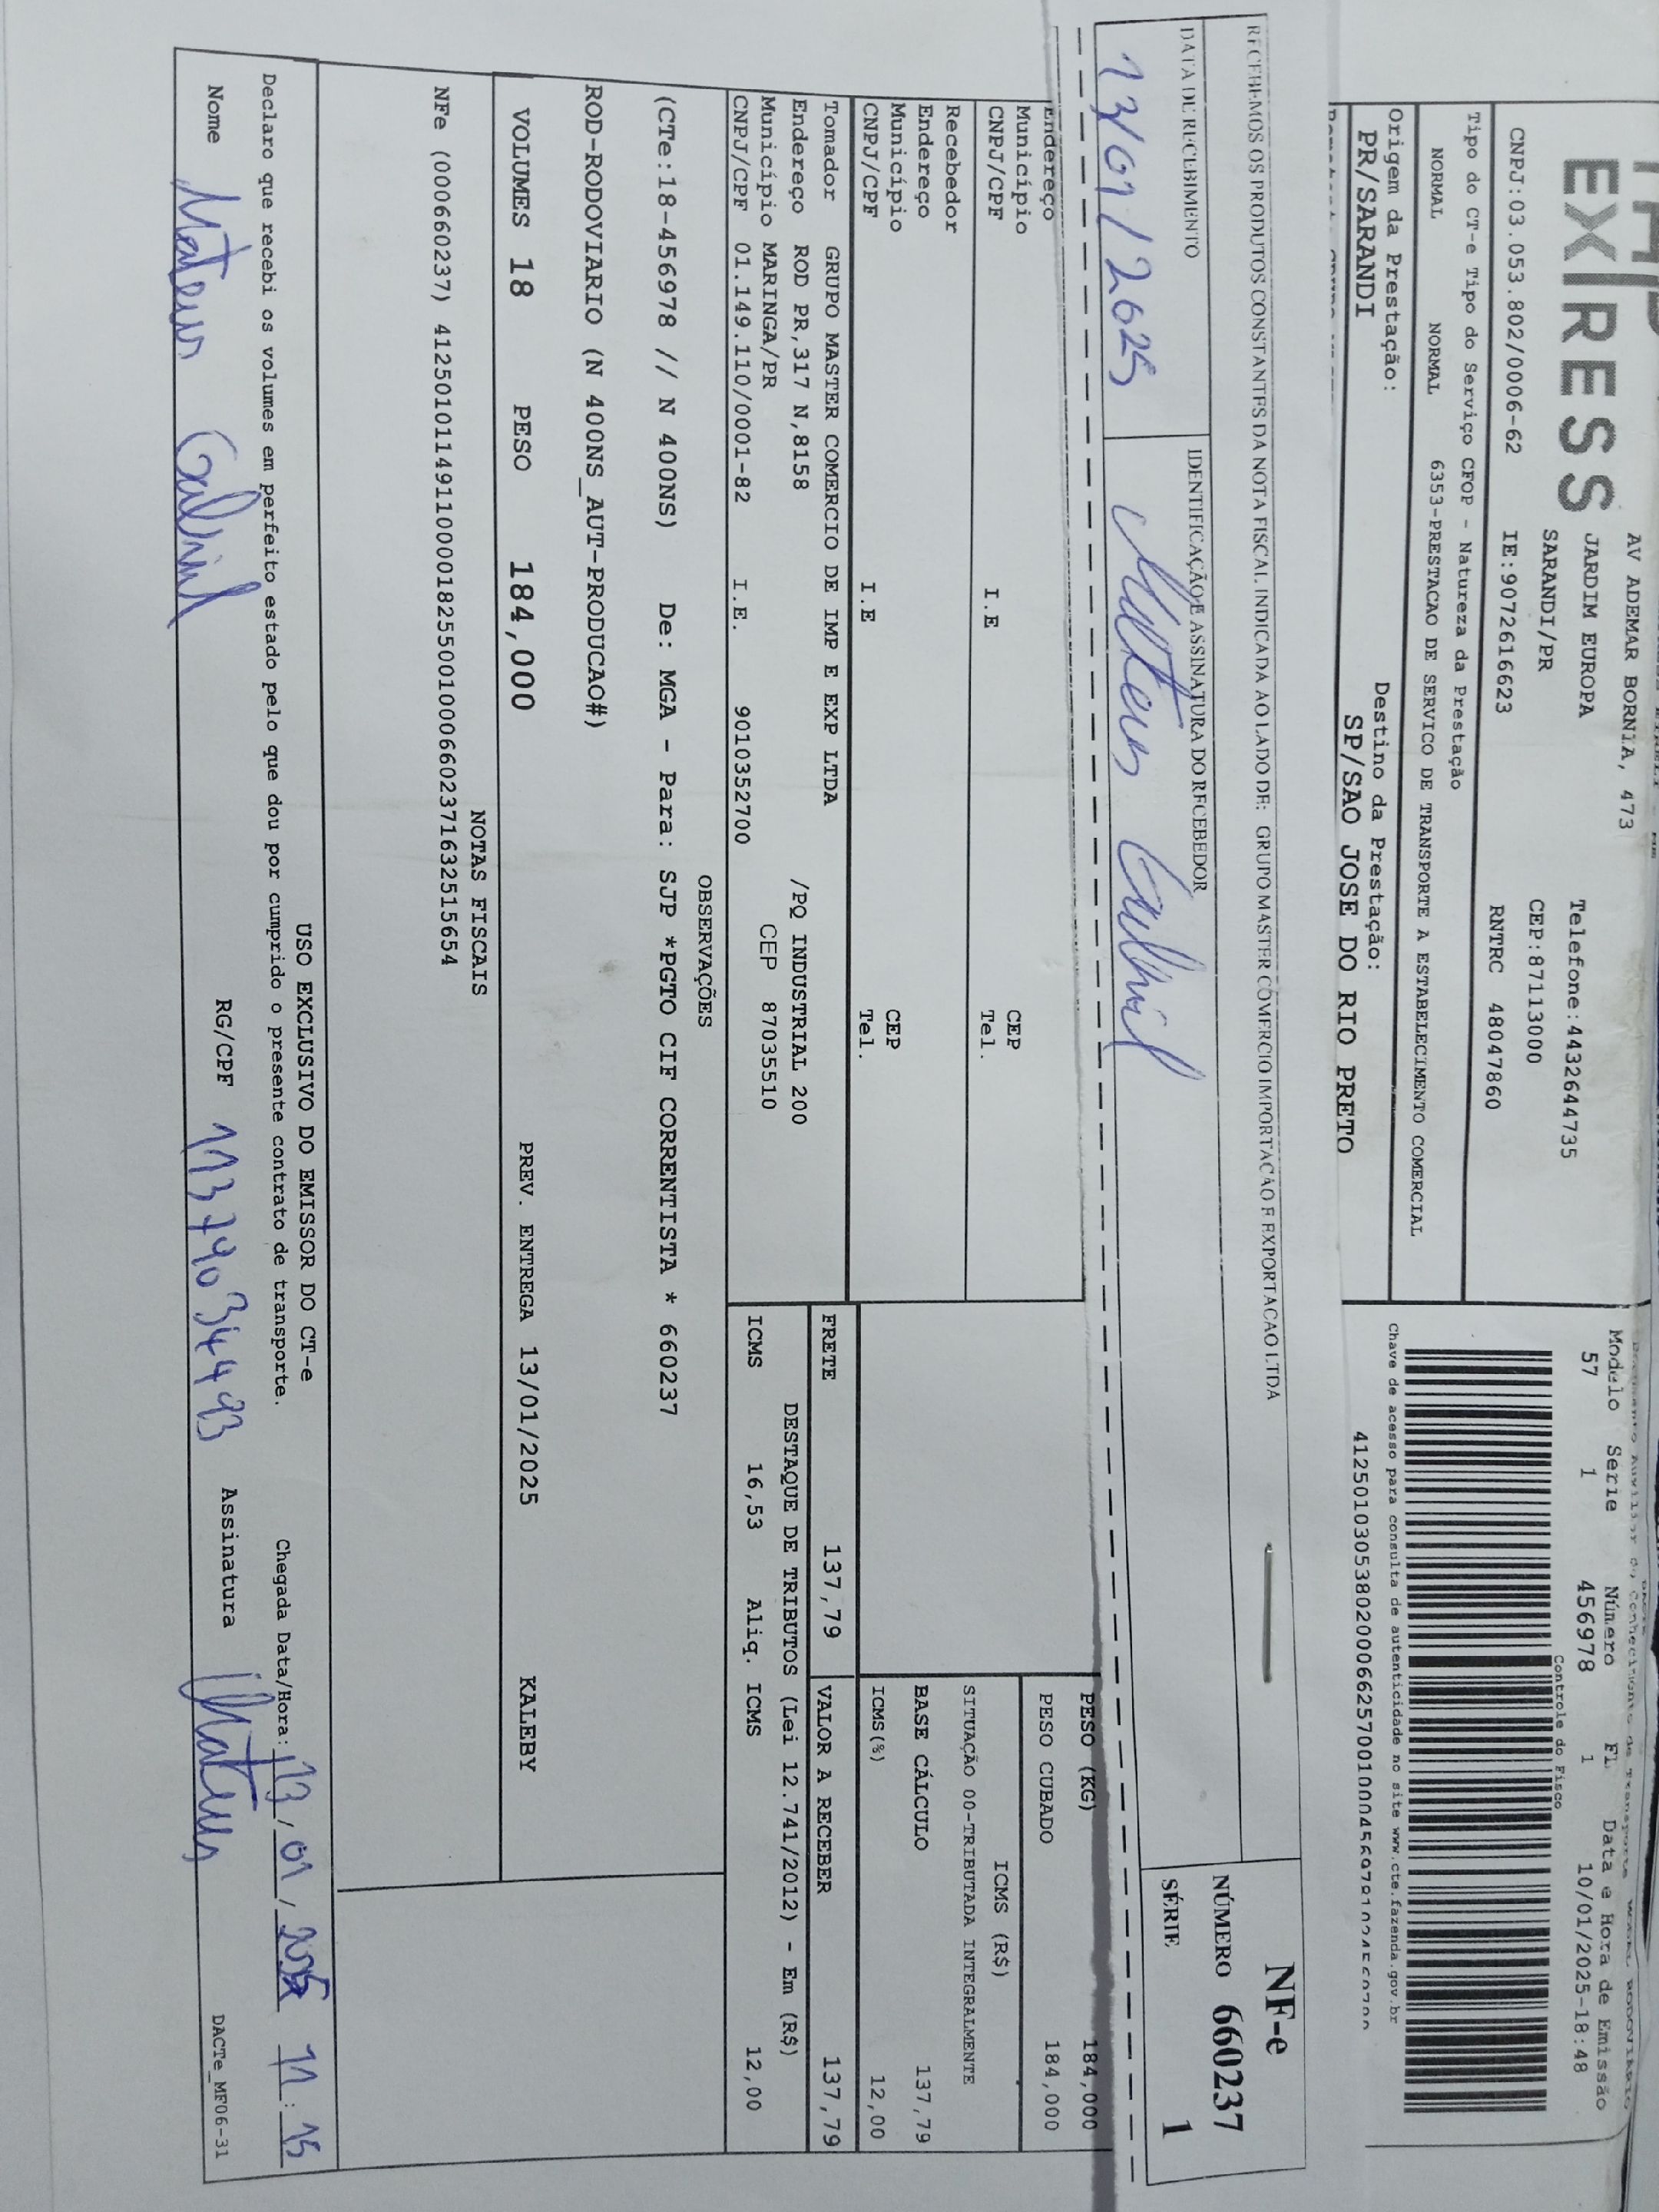 EXPRESS
AV ADEMAR BORNIA, 473
JARDIM EUROPA
Telefone:4432644735
SARANDI/PR
CEP:87113000
CNPJ:03.053.802/0006-62
IE:9072616623
RNTRC 48047860
Modelo Serie Número FL Data e Hora de Emissão
57 1 456978 1 10/01/2025-18:48
Controle do Fisco
Tipo do CT-e Tipo do Serviço CFOP - Natureza da Prestação
NORMAL NORMAL 6353-PRESTACAO DE SERVICO DE TRANSPORTE A ESTABELECIMENTO COMERCIAL
Chave de acesso para consulta de autenticidade no site www.cte.fazenda.gov.br
Origem da Prestação: Destino da Prestação:
PR/SARANDI SP/SAO JOSE DO RIO PRETO
RECEBEMOS OS PRODUTOS CONSTANTES DA NOTA FISCAL INDICADA AO LADO DE: GRUPO MASTER COMERCIO IMPORTACAO E EXPORTACAO LTDA
NF-e
NÚMERO 660237
SÉRIE 1
DATA DE RECEBIMENTO IDENTIFICAÇÃO E ASSINATURA DO RECEBEDOR
13/01/2025
Endereço
Município CEP
CNPJ/CPF I.E Tel.
Recebedor
Endereço
Município CEP
CNPJ/CPF I.E Tel.
PESO (KG) 184,000
PESO CUBADO 184,000
ICMS (R$)
SITUAÇÃO 00-TRIBUTADA INTEGRALMENTE
BASE CÁLCULO 137,79
ICMS(%) 12,00
Tomador GRUPO MASTER COMERCIO DE IMP E EXP LTDA
Endereço ROD PR,317 N,8158 /PQ INDUSTRIAL 200
Município MARINGA/PR CEP 87035510
CNPJ/CPF 01.149.110/0001-82 I.E. 9010352700
FRETE 137,79 VALOR A RECEBER 137,79
DESTAQUE DE TRIBUTOS (Lei 12.741/2012) - Em (R$)
ICMS 16,53 Aliq. ICMS 12,00
OBSERVAÇÕES
(CTe:18-456978 // N 400NS) De: MGA - Para: SJP *PGTO CIF CORRENTISTA * 660237
ROD-RODOVIARIO (N 400NS_AUT-PRODUCAO#)
VOLUMES 18 PESO 184,000 PREV. ENTREGA 13/01/2025 KALEBY
NOTAS FISCAIS
NFe (000660237) 41250101149110000182550010006602371632515654
USO EXCLUSIVO DO EMISSOR DO CT-e
Declaro que recebi os volumes em perfeito estado pelo que dou por cumprido o presente contrato de transporte.
Chegada Data/Hora: 13/01/2025 11:15
Nome Mateus Gabriel RG/CPF 11379034493 Assinatura Mateus
DACTe_MF06-31